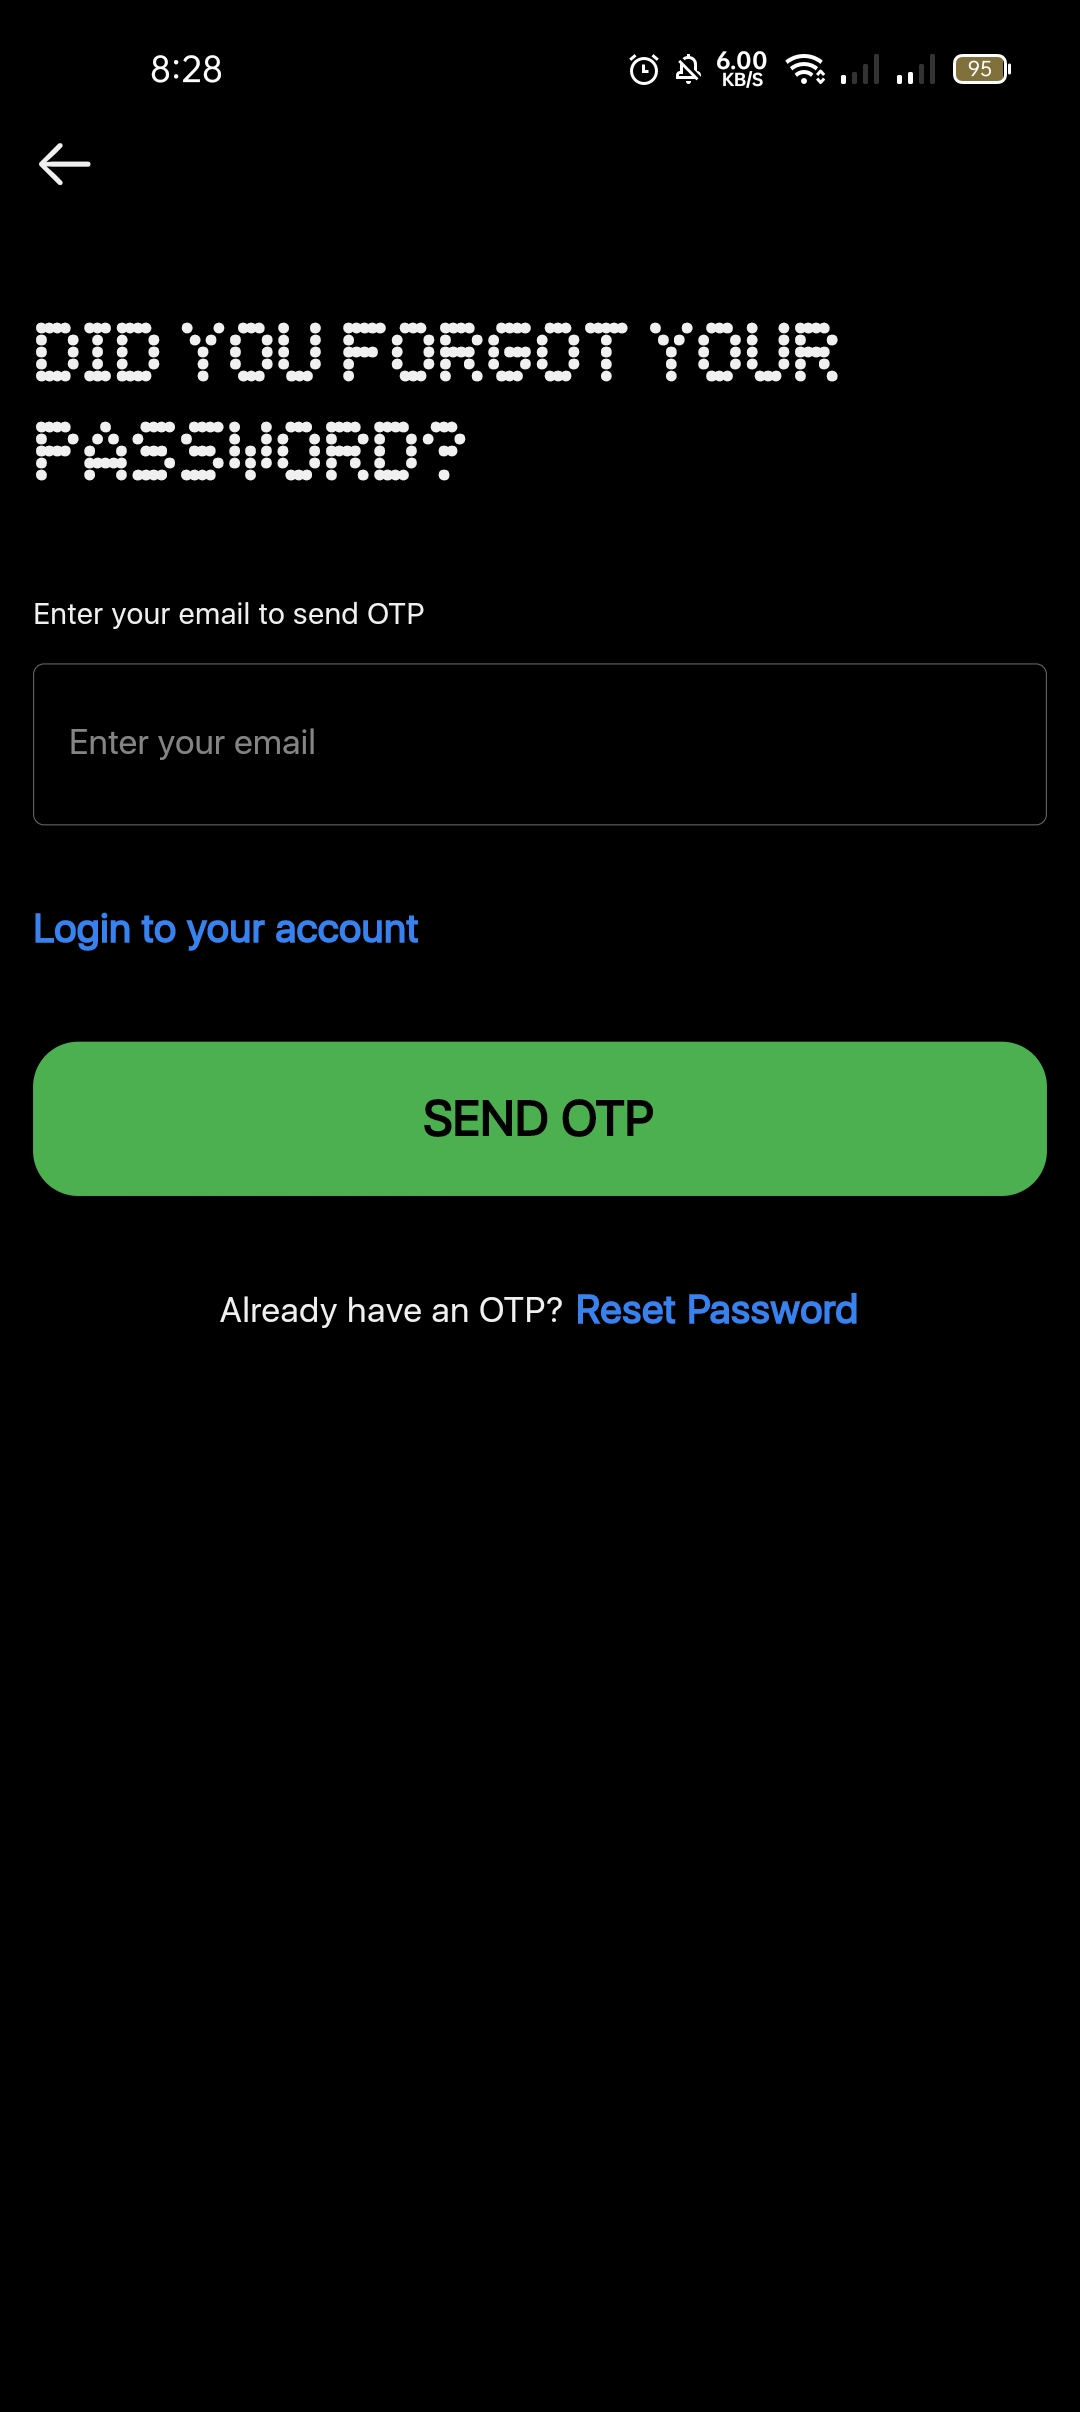 8:28
6.00
KB/S
95
DID YOU FORGOT YOUR
PASSWORD?
Enter your email to send OTP
Enter your email
Login to your account
SEND OTP
Already have an OTP? Reset Password